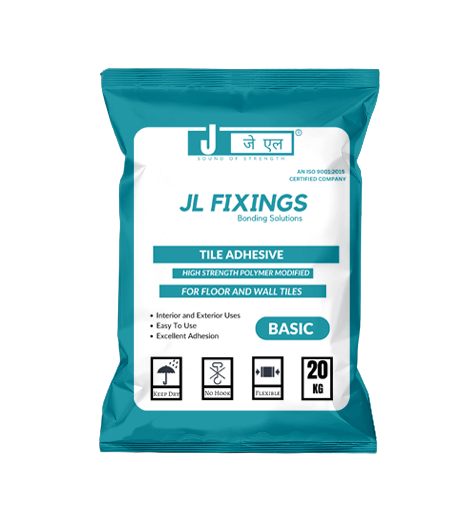 J जे एल ®
SOUND OF STRENGTH
AN ISO 9001:2015
CERTIFIED COMPANY
JL FIXINGS
Bonding Solutions
TILE ADHESIVE
HIGH STRENGTH POLYMER MODIFIED
FOR FLOOR AND WALL TILES
• Interior and Exterior Uses
• Easy To Use
• Excellent Adhesion
BASIC
KEEP DRY
NO HOOK
FLEXIBLE
20
KG